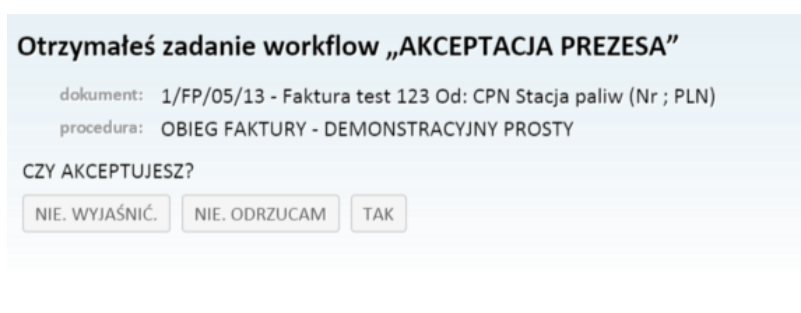 Otrzymałeś zadanie workflow „AKCEPTACJA PREZESA”
dokument: 1/FP/05/13 - Faktura test 123 Od: CPN Stacja paliw (Nr ; PLN)
procedura: OBIEG FAKTURY - DEMONSTRACYJNY PROSTY
CZY AKCEPTUJESZ?
NIE. WYJAŚNIĆ. NIE. ODRZUCAM TAK